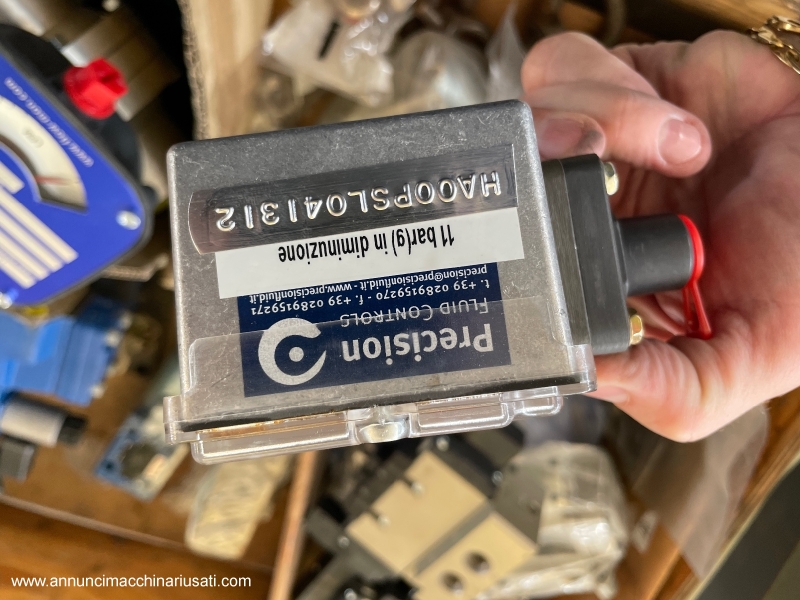 Precision
FLUID CONTROLS
t. +39 0289159270 - f. +39 0289159271
precision@precisionfluid.it - www.precisionfluid.it
11 bar(g) in diminuzione
HA00PSL041312
www.annuncimacchinariusati.com